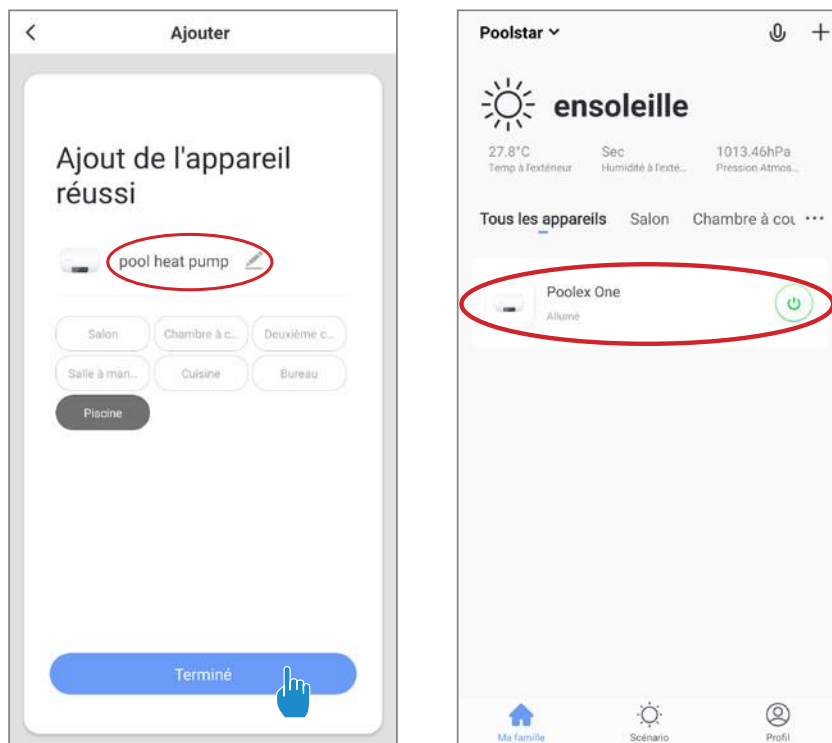 Ajouter
Ajout de l'appareil
réussi
pool heat pump
Salon
Chambre à c...
Deuxième c...
Salle à man...
Cuisine
Bureau
Piscine
Terminé
Poolstar
ensoleille
27.8°C
Sec
1013.46hPa
Temp à l'extérieur
Humidité à l'exté...
Pression Atmos...
Tous les appareils
Salon
Chambre à cou
Poolex One
Allumé
Ma famille
Scénario
Profil